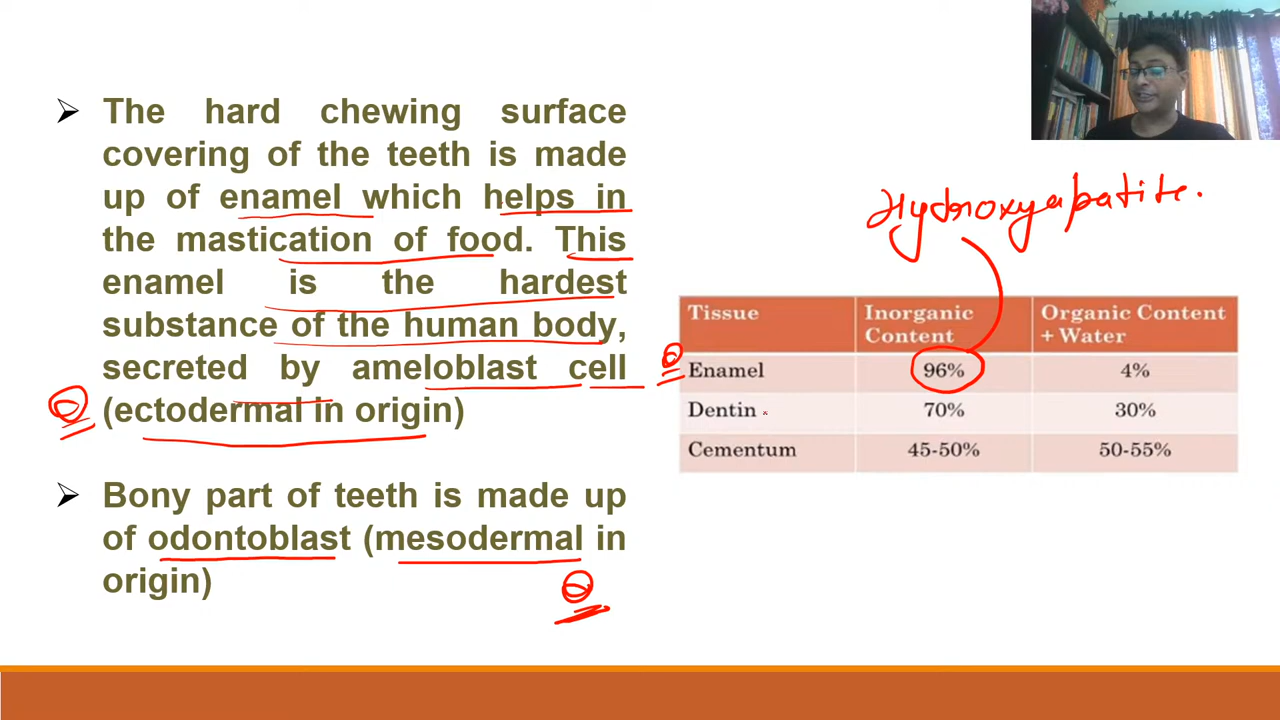 ➢ The hard chewing surface
covering of the teeth is made
up of enamel which helps in
the mastication of food. This
enamel is the hardest
substance of the human body,
secreted by ameloblast cell
(ectodermal in origin)
➢ Bony part of teeth is made up
of odontoblast (mesodermal in
origin)
Hydroxyapatite.
Tissue Inorganic Content Organic Content + Water
Enamel 96% 4%
Dentin 70% 30%
Cementum 45-50% 50-55%